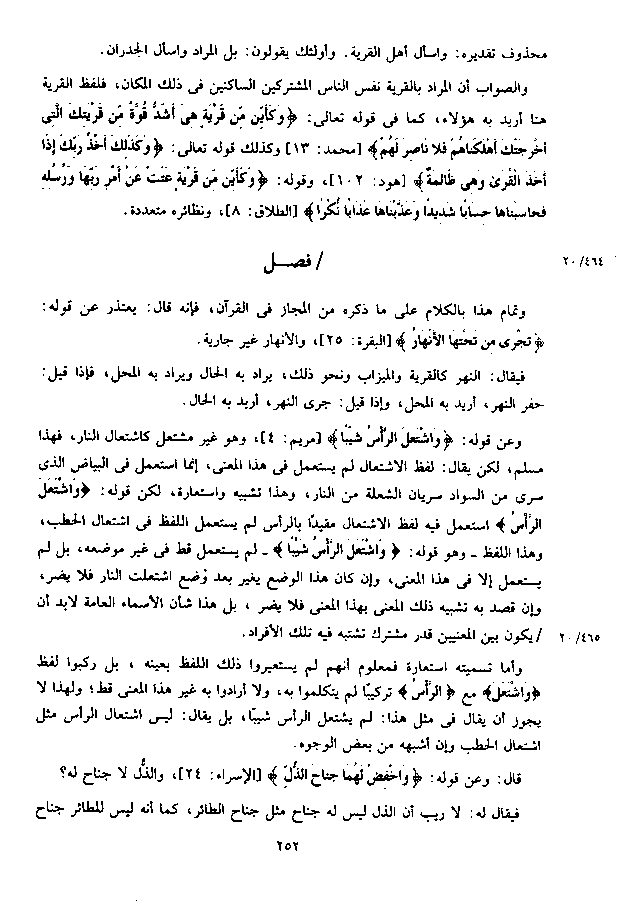 محذوف تقديره: واسأل أهل القرية. وأولئك يقولون: بل المراد واسأل الجدران.
والصواب أن المراد بالقرية نفس الناس المشتركين الساكنين فى ذلك المكان، فلفظ القرية
هنا أريد به هؤلاء، كما فى قوله تعالى: ﴿وَكَأَيِّن مِّن قَرْيَةٍ هِيَ أَشَدُّ قُوَّةً مِّن قَرْيَتِكَ الَّتِي
أَخْرَجَتْكَ أَهْلَكْنَاهُمْ فَلا نَاصِرَ لَهُمْ﴾ [محمد: ١٣] وكذلك قوله تعالى: ﴿وَكَذَلِكَ أَخْذُ رَبِّكَ إِذَا
أَخَذَ الْقُرَىٰ وَهِيَ ظَالِمَةٌ﴾ [هود: ١٠٢]، وقوله: ﴿وَكَأَيِّن مِّن قَرْيَةٍ عَتَتْ عَنْ أَمْرِ رَبِّهَا وَرُسُلِهِ
فَحَاسَبْنَاهَا حِسَابًا شَدِيدًا وَعَذَّبْنَاهَا عَذَابًا نُّكْرًا﴾ [الطلاق: ٨]، ونظائره متعددة.
/ فصــل
٢٠/٤٦٤
وتمام هذا بالكلام على ما ذكره من المجاز فى القرآن، فإنه قال: يعتذر عن قوله:
﴿تَجْرِي مِن تَحْتِهَا الأَنْهَارُ﴾ [البقرة: ٢٥]، والأنهار غير جارية.
فيقال: النهر كالقرية والميزاب ونحو ذلك، يراد به الحال ويراد به المحل، فإذا قيل:
حفر النهر، أريد به المحل، وإذا قيل: جرى النهر، أريد به الحال.
وعن قوله: ﴿وَاشْتَعَلَ الرَّأْسُ شَيْبًا﴾ [مريم: ٤]، وهو غير مشتعل كاشتعال النار، فهذا
مسلم، لكن يقال: لفظ الاشتعال لم يستعمل فى هذا المعنى، إنما استعمل فى البياض الذى
سرى من السواد سريان الشعلة من النار، وهذا تشبيه واستعارة، لكن قوله: ﴿وَاشْتَعَلَ
الرَّأْسُ﴾ استعمل فيه لفظ الاشتعال مقيدًا بالرأس لم يستعمل اللفظ فى اشتعال الحطب،
وهذا اللفظ ـ وهو قوله: ﴿وَاشْتَعَلَ الرَّأْسُ شَيْبًا﴾ ـ لم يستعمل قط فى غير موضعه، بل لم
يستعمل إلا فى هذا المعنى، وإن كان هذا الوضع يغير بعد وُضع اشتعلت النار فلا يضر،
وإن قصد به تشبيه ذلك المعنى بهذا المعنى فلا يضر، بل هذا شأن الأسماء العامة لابد أن
/ يكون بين المعنيين قدر مشترك تشتبه فيه تلك الأفراد.
٢٠/٤٦٥
وأما تسميته استعارة فمعلوم أنهم لم يستعيروا ذلك اللفظ بعينه، بل ركبوا لفظ
﴿وَاشْتَعَلَ﴾ مع ﴿الرَّأْسُ﴾ تركيبًا لم يتكلموا به، ولا أرادوا به غير هذا المعنى قط؛ ولهذا لا
يجوز أن يقال فى مثل هذا: لم يشتعل الرأس شيبًا، بل يقال: ليس اشتعال الرأس مثل
اشتعال الحطب وإن أشبهه من بعض الوجوه.
قال: وعن قوله: ﴿وَاخْفِضْ لَهُمَا جَنَاحَ الذُّلِّ﴾ [الإسراء: ٢٤]، والذُّل لا جناح له؟
فيقال له: لا ريب أن الذل ليس له جناح مثل جناح الطائر، كما أنه ليس للطائر جناح
٢٥٢